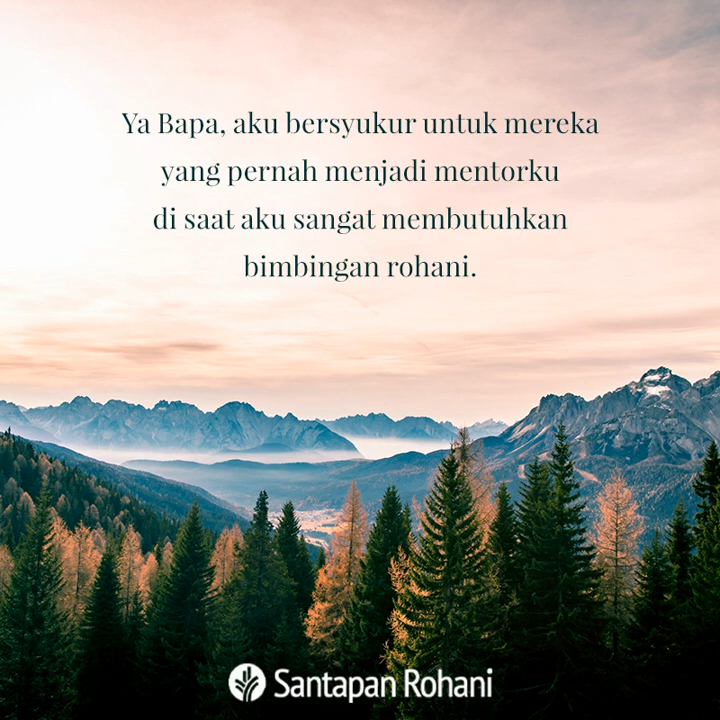 Ya Bapa, aku bersyukur untuk mereka
yang pernah menjadi mentorku
di saat aku sangat membutuhkan
bimbingan rohani.
Santapan Rohani